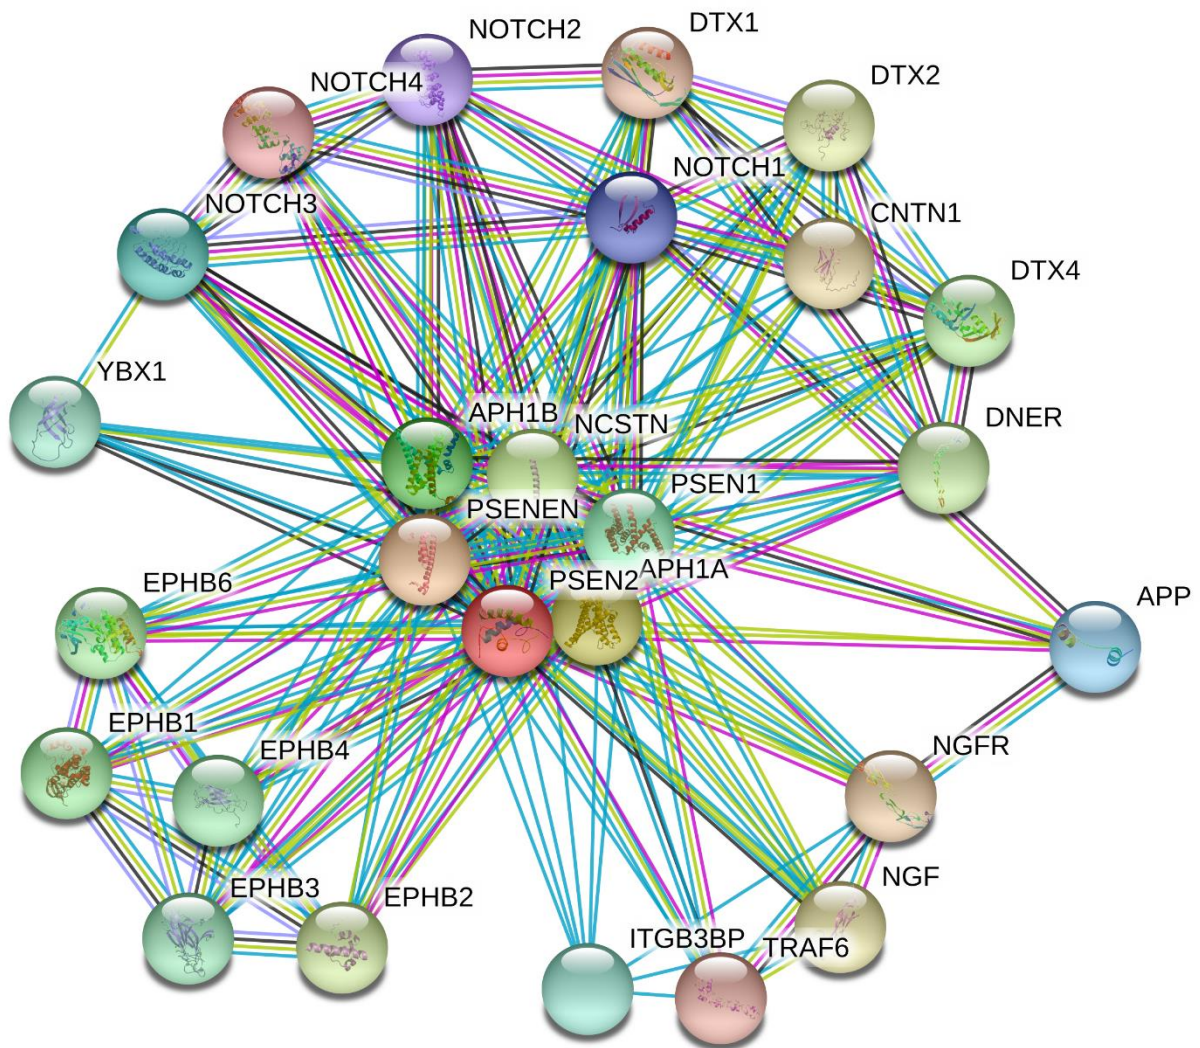 NOTCH2
DTX1
NOTCH4
DTX2
NOTCH1
NOTCH3
CNTN1
DTX4
YBX1
APH1B
NCSTN
DNER
PSEN1
PSENEN
EPHB6
PSEN2
APH1A
APP
EPHB1
EPHB4
NGFR
EPHB3
EPHB2
NGF
ITGB3BP
TRAF6